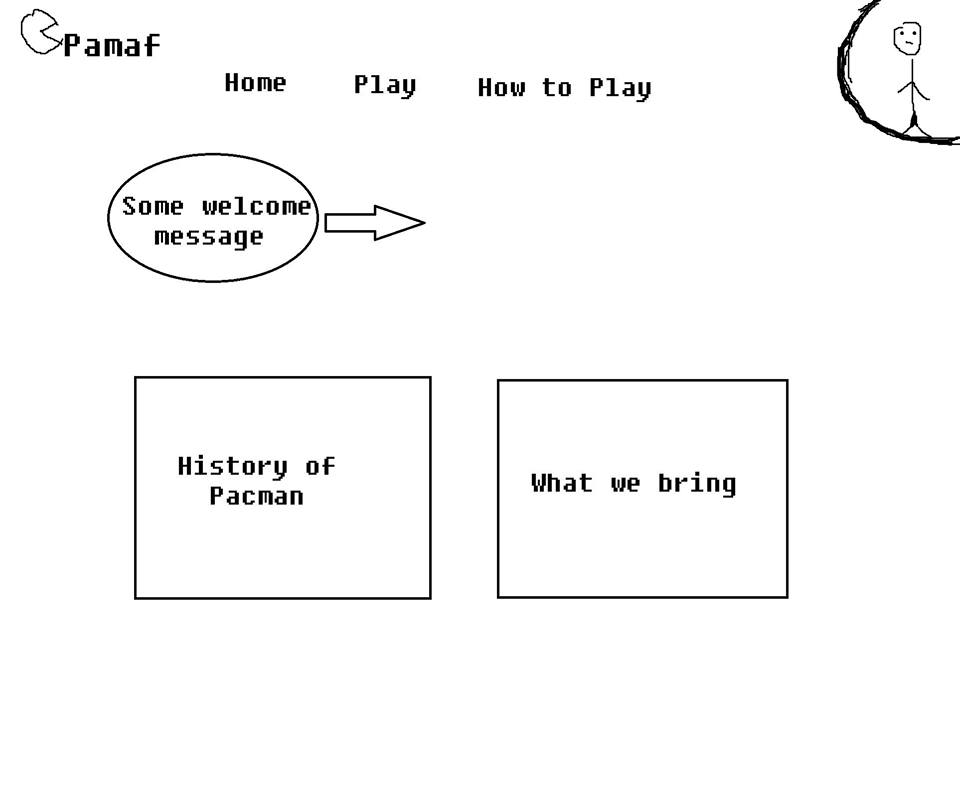 Pamaf
Home Play How to Play
Some welcome
message
History of
Pacman
What we bring